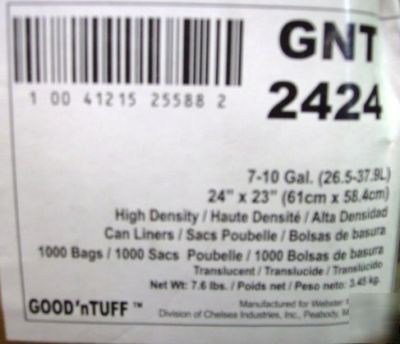 GNT
2424
1 00 41215 25588 2
7-10 Gal. (26.5-37.9L)
24" x 23" (61cm x 58.4cm)
High Density / Haute Densité / Alta Densidad
Can Liners / Sacs Poubelle / Bolsas de basura
1000 Bags / 1000 Sacs Poubelle / 1000 Bolsas de basura
Translucent / Translucide / Translúcido
Net Wt: 7.6 lbs. / Poids net / Peso neto: 3.45 kg.
GOOD'nTUFF™
Manufactured for Webster
Division of Chelsea Industries, Inc., Peabody, M